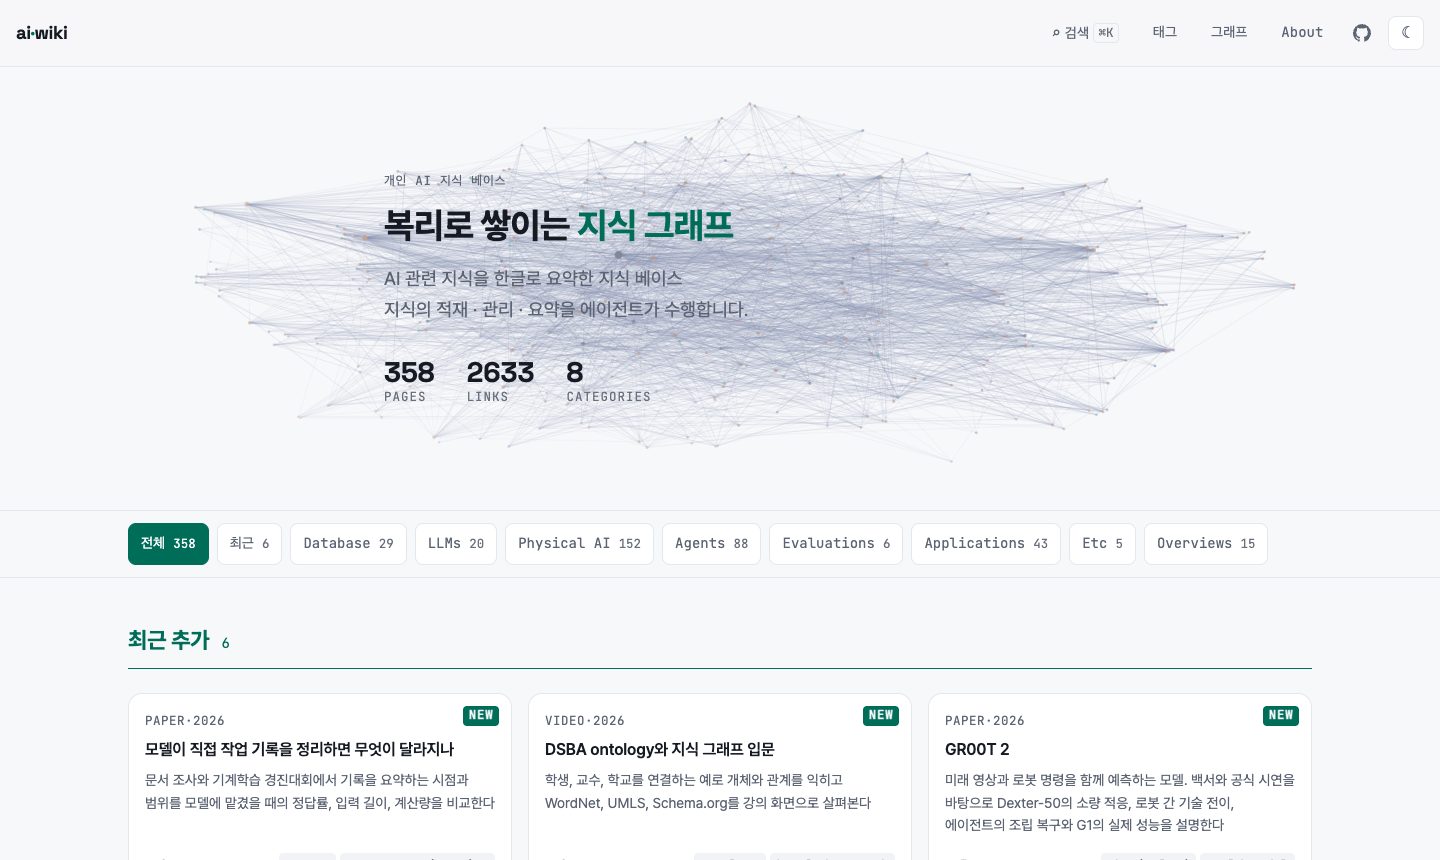 ai·wiki
검색 ⌘K
태그
그래프
About
개인 AI 지식 베이스
복리로 쌓이는 지식 그래프
AI 관련 지식을 한글로 요약한 지식 베이스
지식의 적재 · 관리 · 요약을 에이전트가 수행합니다.
358 2633 8
PAGES LINKS CATEGORIES
전체 358
최근 6
Database 29
LLMs 20
Physical AI 152
Agents 88
Evaluations 6
Applications 43
Etc 5
Overviews 15
최근 추가 6
PAPER·2026
NEW
모델이 직접 작업 기록을 정리하면 무엇이 달라지나
문서 조사와 기계학습 경진대회에서 기록을 요약하는 시점과
범위를 모델에 맡겼을 때의 정답률, 입력 길이, 계산량을 비교한다
VIDEO·2026
NEW
DSBA ontology와 지식 그래프 입문
학생, 교수, 학교를 연결하는 예로 개체와 관계를 익히고
WordNet, UMLS, Schema.org를 강의 화면으로 살펴본다
PAPER·2026
NEW
GR00T 2
미래 영상과 로봇 명령을 함께 예측하는 모델. 백서와 공식 시연을
바탕으로 Dexter-50의 소량 적응, 로봇 간 기술 전이,
에이전트의 조립 복구와 G1의 실제 성능을 설명한다